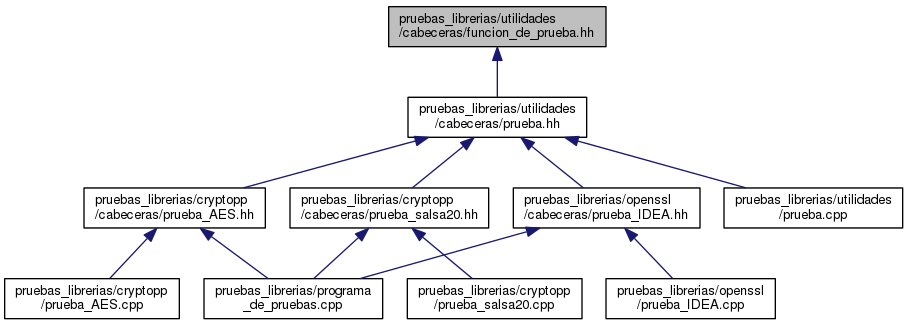 pruebas_librerias/utilidades
/cabeceras/funcion_de_prueba.hh
pruebas_librerias/utilidades
/cabeceras/prueba.hh
pruebas_librerias/cryptopp
/cabeceras/prueba_AES.hh
pruebas_librerias/cryptopp
/cabeceras/prueba_salsa20.hh
pruebas_librerias/openssl
/cabeceras/prueba_IDEA.hh
pruebas_librerias/utilidades
/prueba.cpp
pruebas_librerias/cryptopp
/prueba_AES.cpp
pruebas_librerias/programa
_de_pruebas.cpp
pruebas_librerias/cryptopp
/prueba_salsa20.cpp
pruebas_librerias/openssl
/prueba_IDEA.cpp